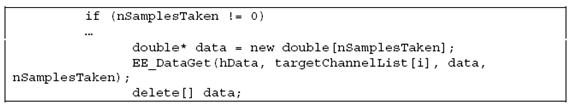 if (nSamplesTaken != 0)
…
double* data = new double[nSamplesTaken];
EE_DataGet(hData, targetChannelList[i], data,
nSamplesTaken);
delete[] data;